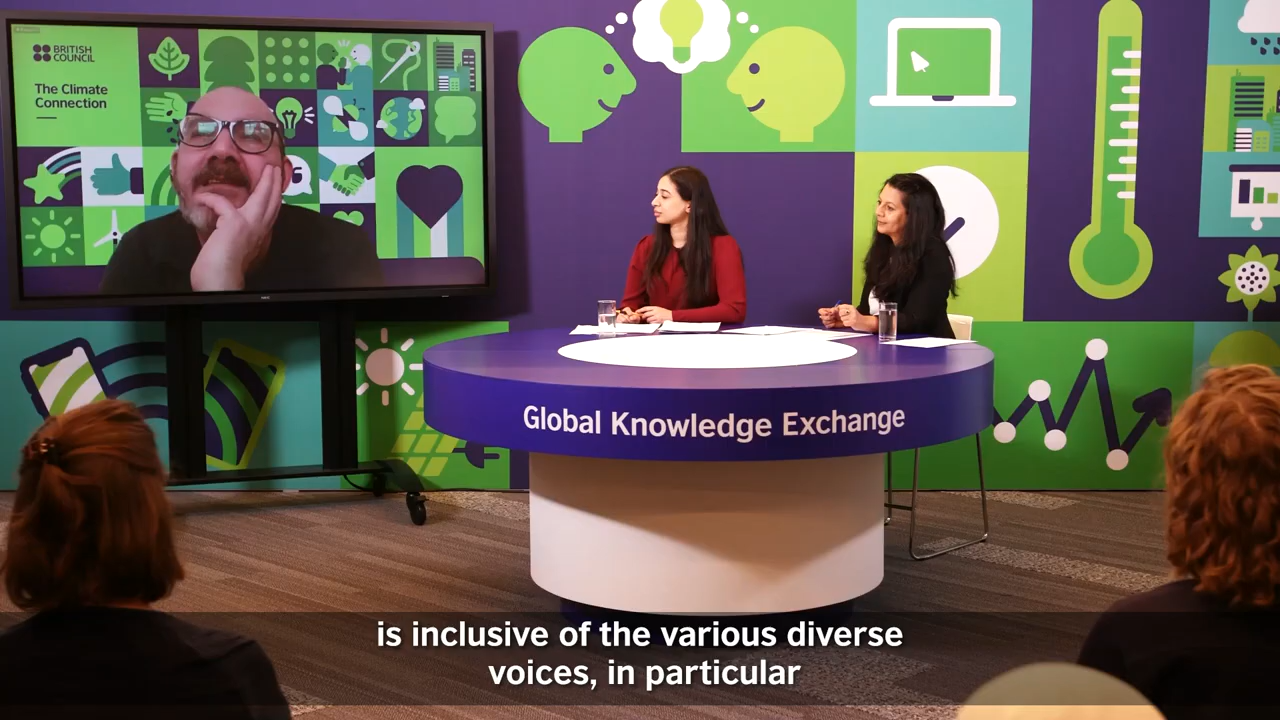 BRITISH
COUNCIL
The Climate
Connection
Global Knowledge Exchange
is inclusive of the various diverse
voices, in particular